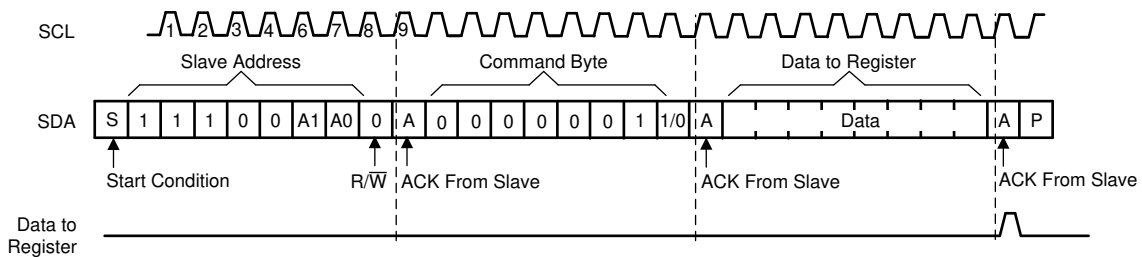 SCL 1 2 3 4 6 7 8 9
Slave Address Command Byte Data to Register
SDA S 1 1 1 0 0 A1 A0 0 A 0 0 0 0 0 0 1 1/0 A Data A P
Start Condition R/W̅ ACK From Slave ACK From Slave ACK From Slave
Data to
Register